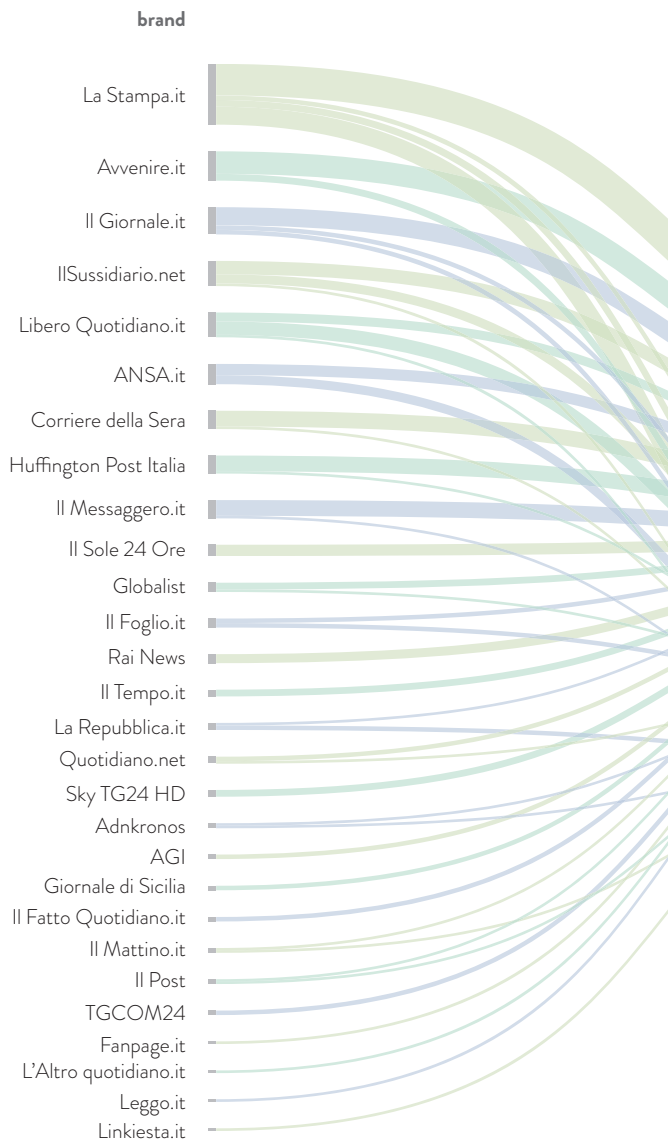 brand
La Stampa.it
Avvenire.it
Il Giornale.it
IlSussidiario.net
Libero Quotidiano.it
ANSA.it
Corriere della Sera
Huffington Post Italia
Il Messaggero.it
Il Sole 24 Ore
Globalist
Il Foglio.it
Rai News
Il Tempo.it
La Repubblica.it
Quotidiano.net
Sky TG24 HD
Adnkronos
AGI
Giornale di Sicilia
Il Fatto Quotidiano.it
Il Mattino.it
Il Post
TGCOM24
Fanpage.it
L'Altro quotidiano.it
Leggo.it
Linkiesta.it